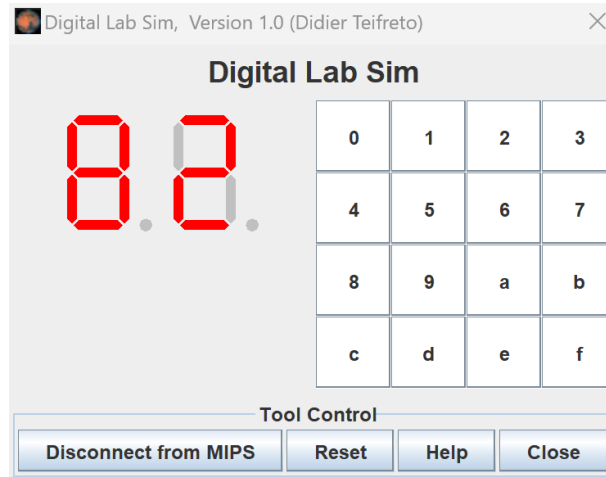 Digital Lab Sim, Version 1.0 (Didier Teifreto)
Digital Lab Sim
82
0 1 2 3
4 5 6 7
8 9 a b
c d e f
Tool Control
Disconnect from MIPS Reset Help Close